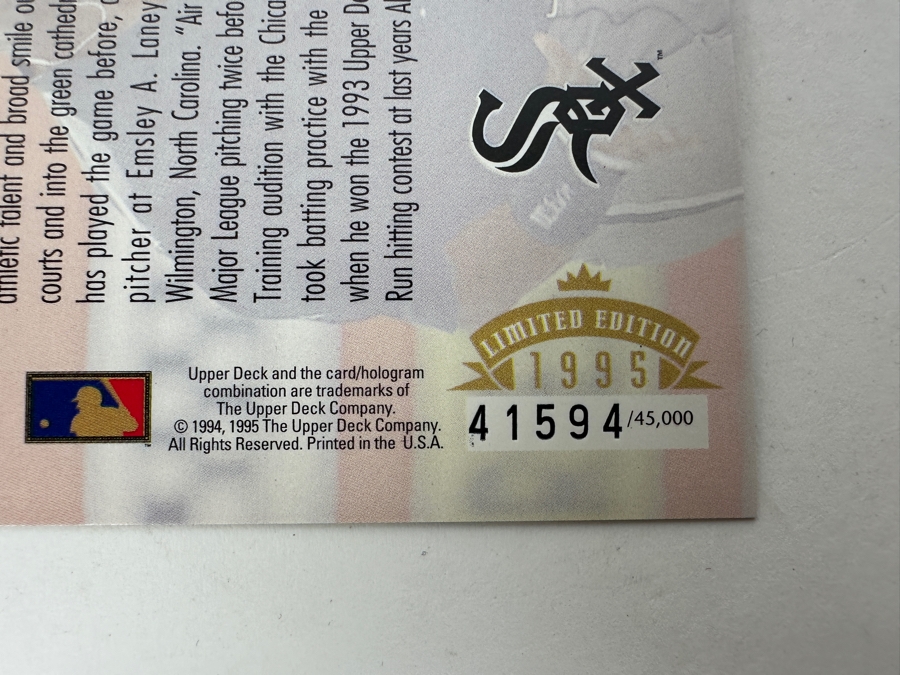 athletic talent and broad smile
courts and into the green
has played the game before,
pitcher at Emsley A. Laney
Wilmington, North Carolina. "Air
Major League pitching twice
Training audition with the
took batting practice with the
when he won the 1993 Upper
Run hitting contest at last years
Sox
TM
LIMITED EDITION
1995
41594/45,000
Upper Deck and the card/hologram
combination are trademarks of
The Upper Deck Company.
© 1994, 1995 The Upper Deck Company.
All Rights Reserved. Printed in the U.S.A.